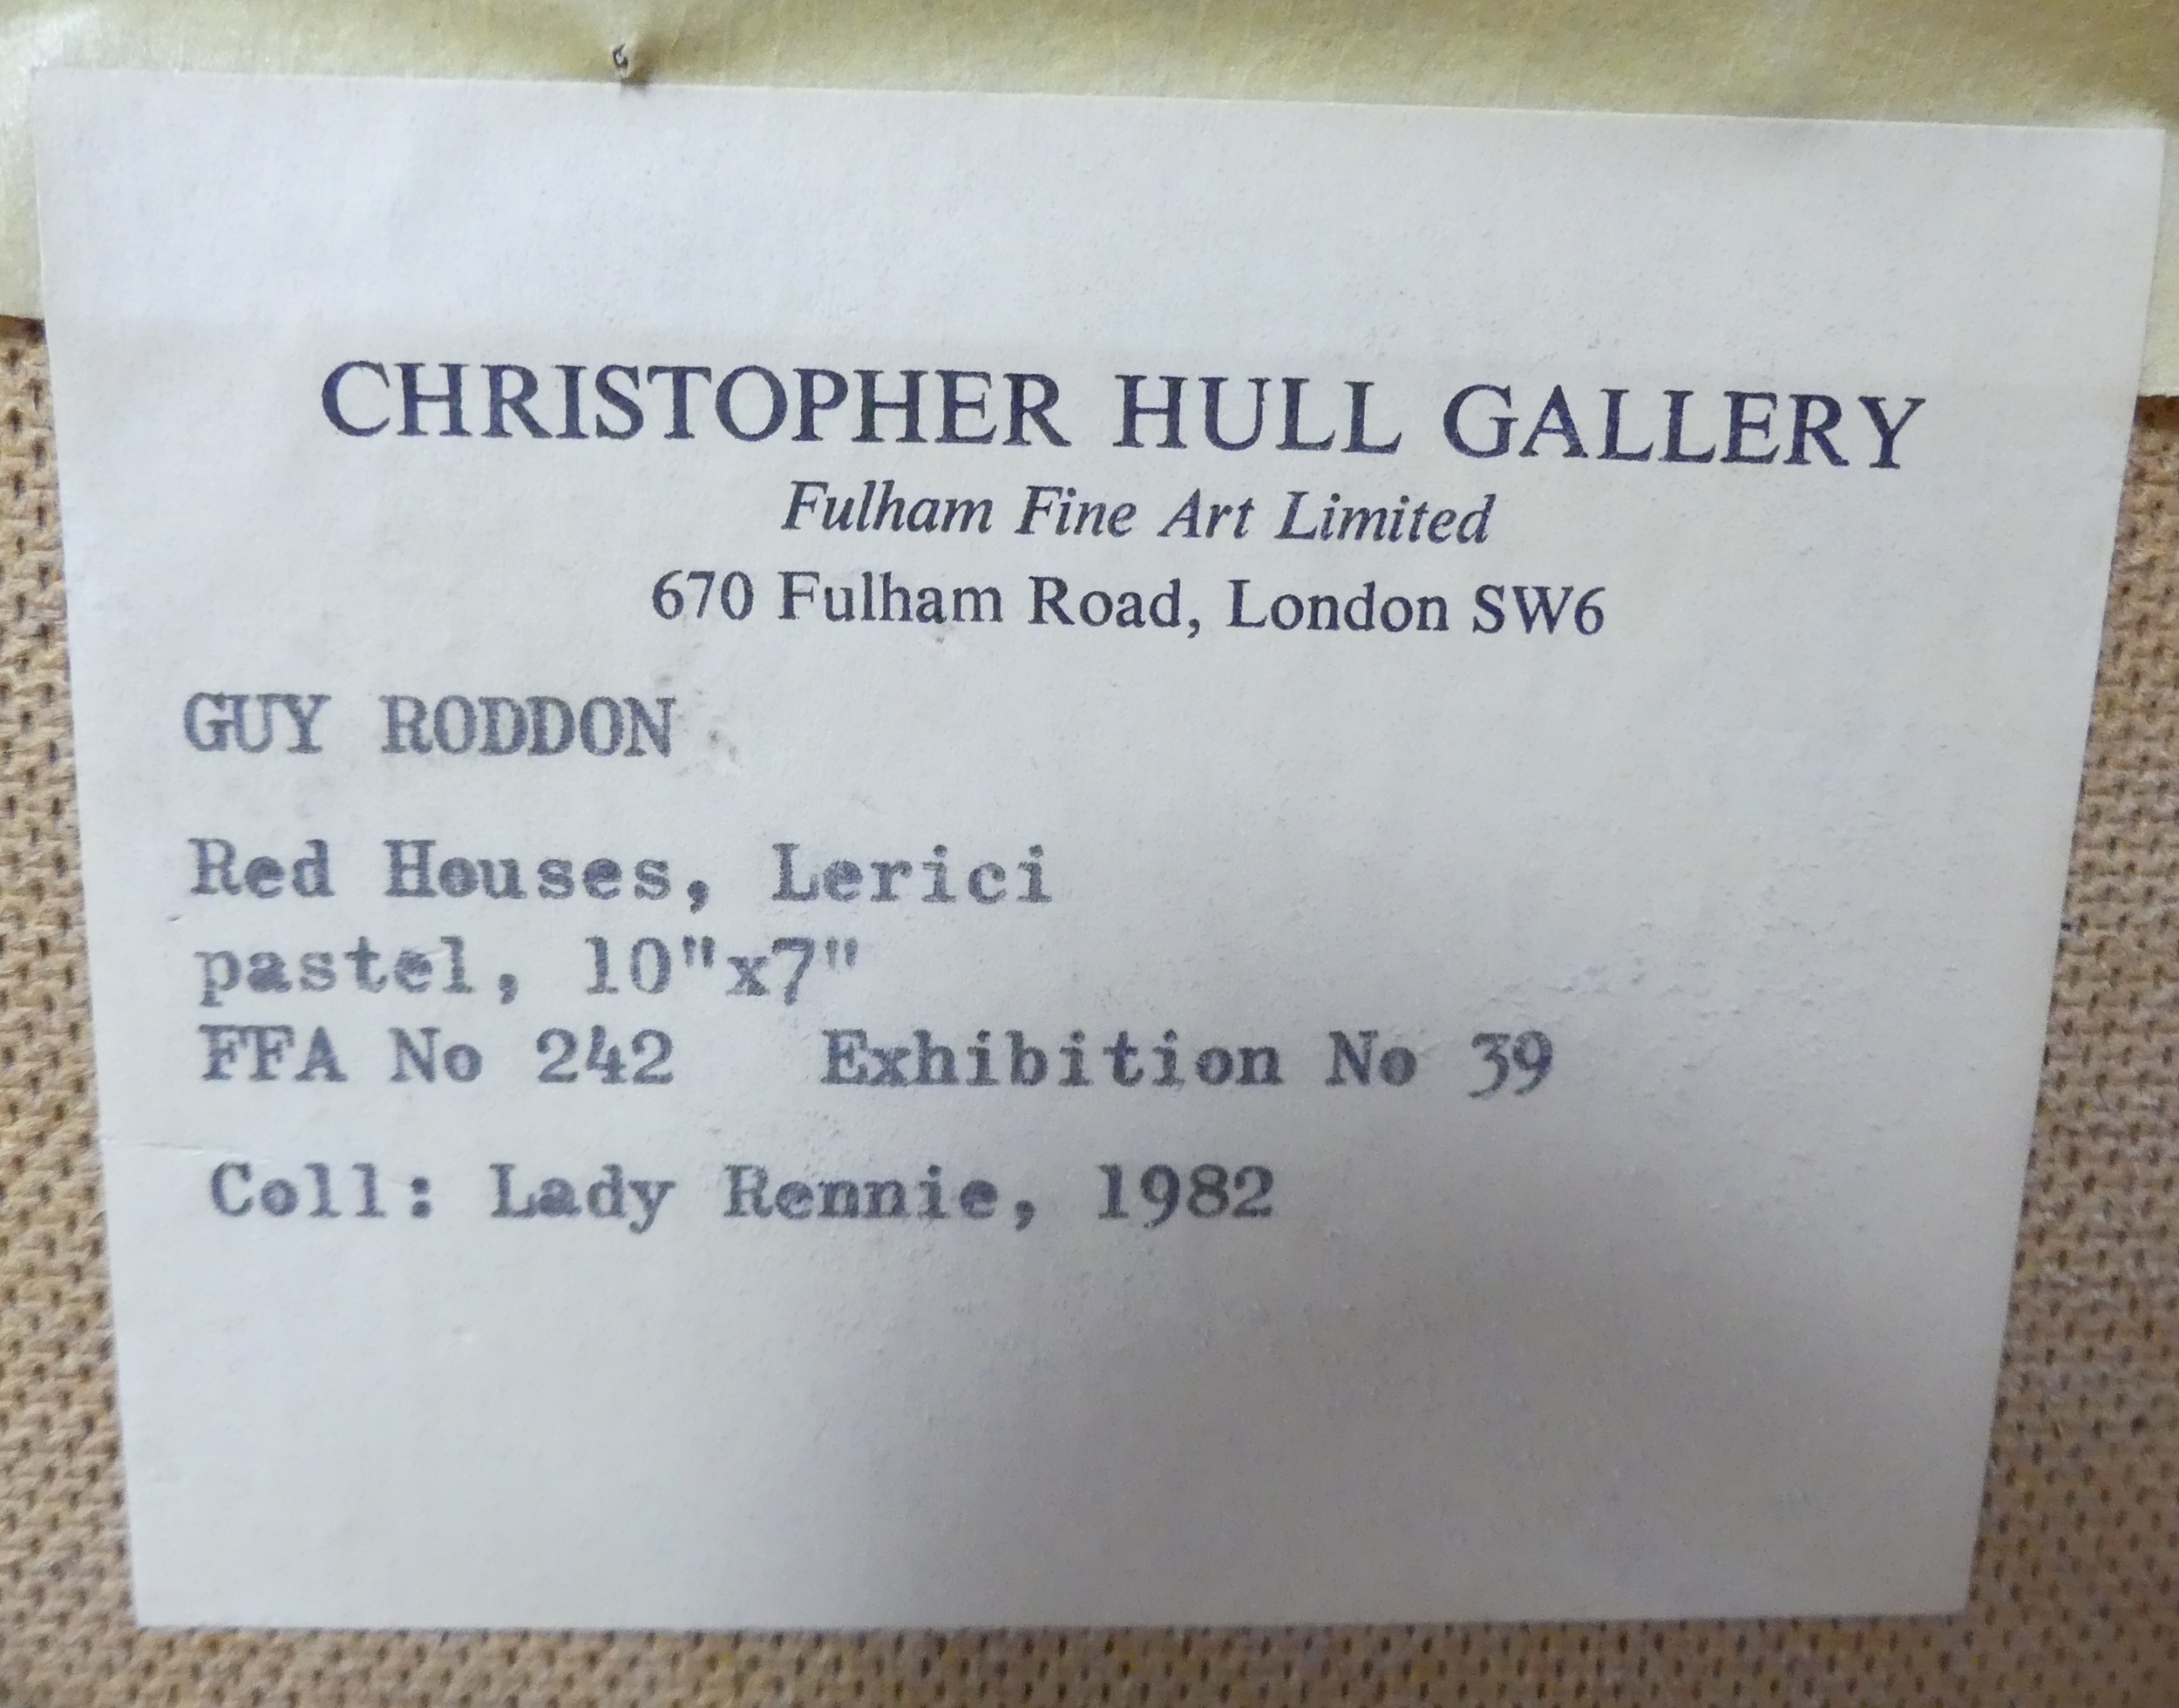 CHRISTOPHER HULL GALLERY
Fulham Fine Art Limited
670 Fulham Road, London SW6
GUY RODDON
Red Houses, Lerici
pastel, 10"x7"
FFA No 242 Exhibition No 39
Coll: Lady Rennie, 1982